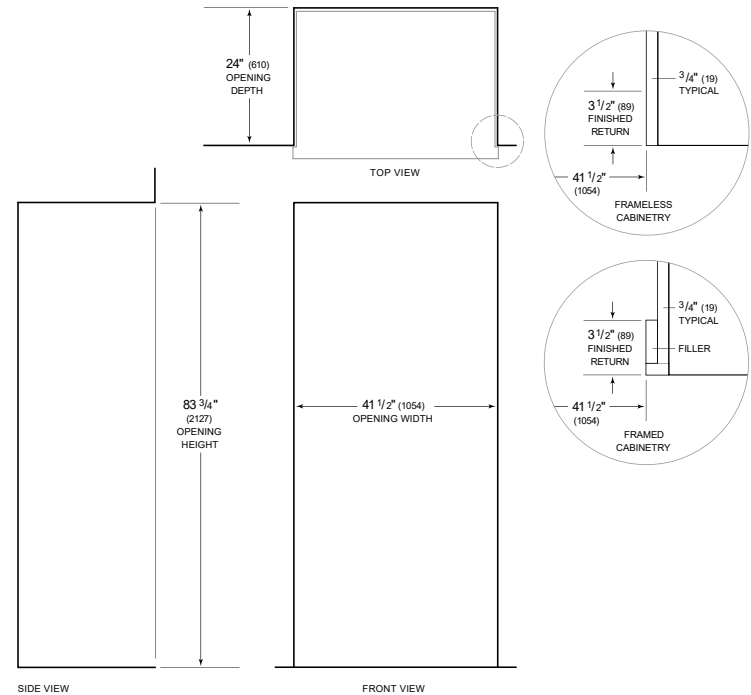 24" (610)
OPENING
DEPTH
TOP VIEW
3/4" (19)
TYPICAL
3 1/2" (89)
FINISHED
RETURN
41 1/2"
(1054)
FRAMELESS
CABINETRY
3/4" (19)
TYPICAL
3 1/2" (89)
FINISHED
RETURN
FILLER
41 1/2"
(1054)
FRAMED
CABINETRY
83 3/4"
(2127)
OPENING
HEIGHT
41 1/2" (1054)
OPENING WIDTH
SIDE VIEW
FRONT VIEW